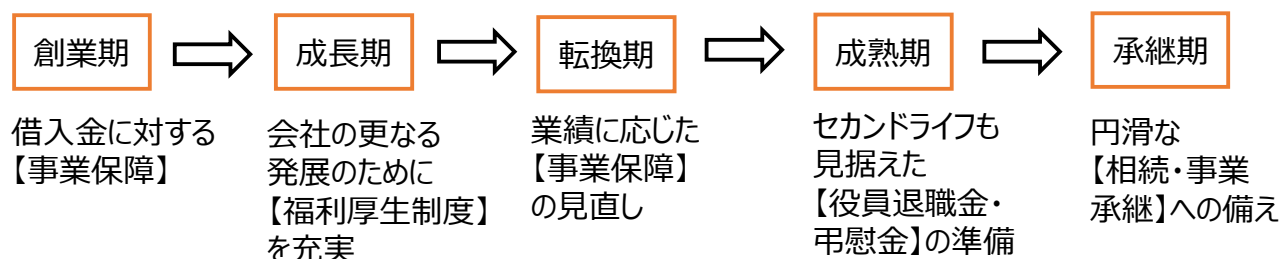 創業期
成長期
転換期
成熟期
承継期
借入金に対する
【事業保障】
会社の更なる
発展のために
【福利厚生制度】
を充実
業績に応じた
【事業保障】
の見直し
セカンドライフも
見据えた
【役員退職金・
弔慰金】の準備
円滑な
【相続・事業
承継】への備え